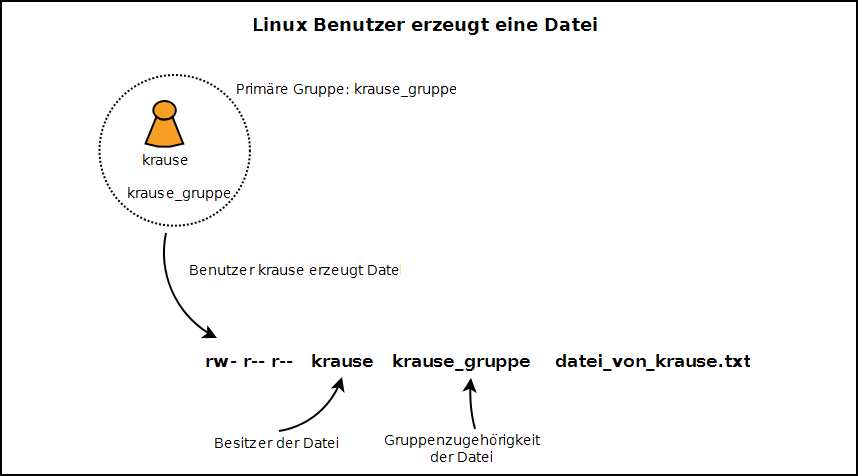 Linux Benutzer erzeugt eine Datei
Primäre Gruppe: krause_gruppe
krause
krause_gruppe
Benutzer krause erzeugt Datei
rw- r-- r-- krause krause_gruppe datei_von_krause.txt
Besitzer der Datei
Gruppenzugehörigkeit
der Datei